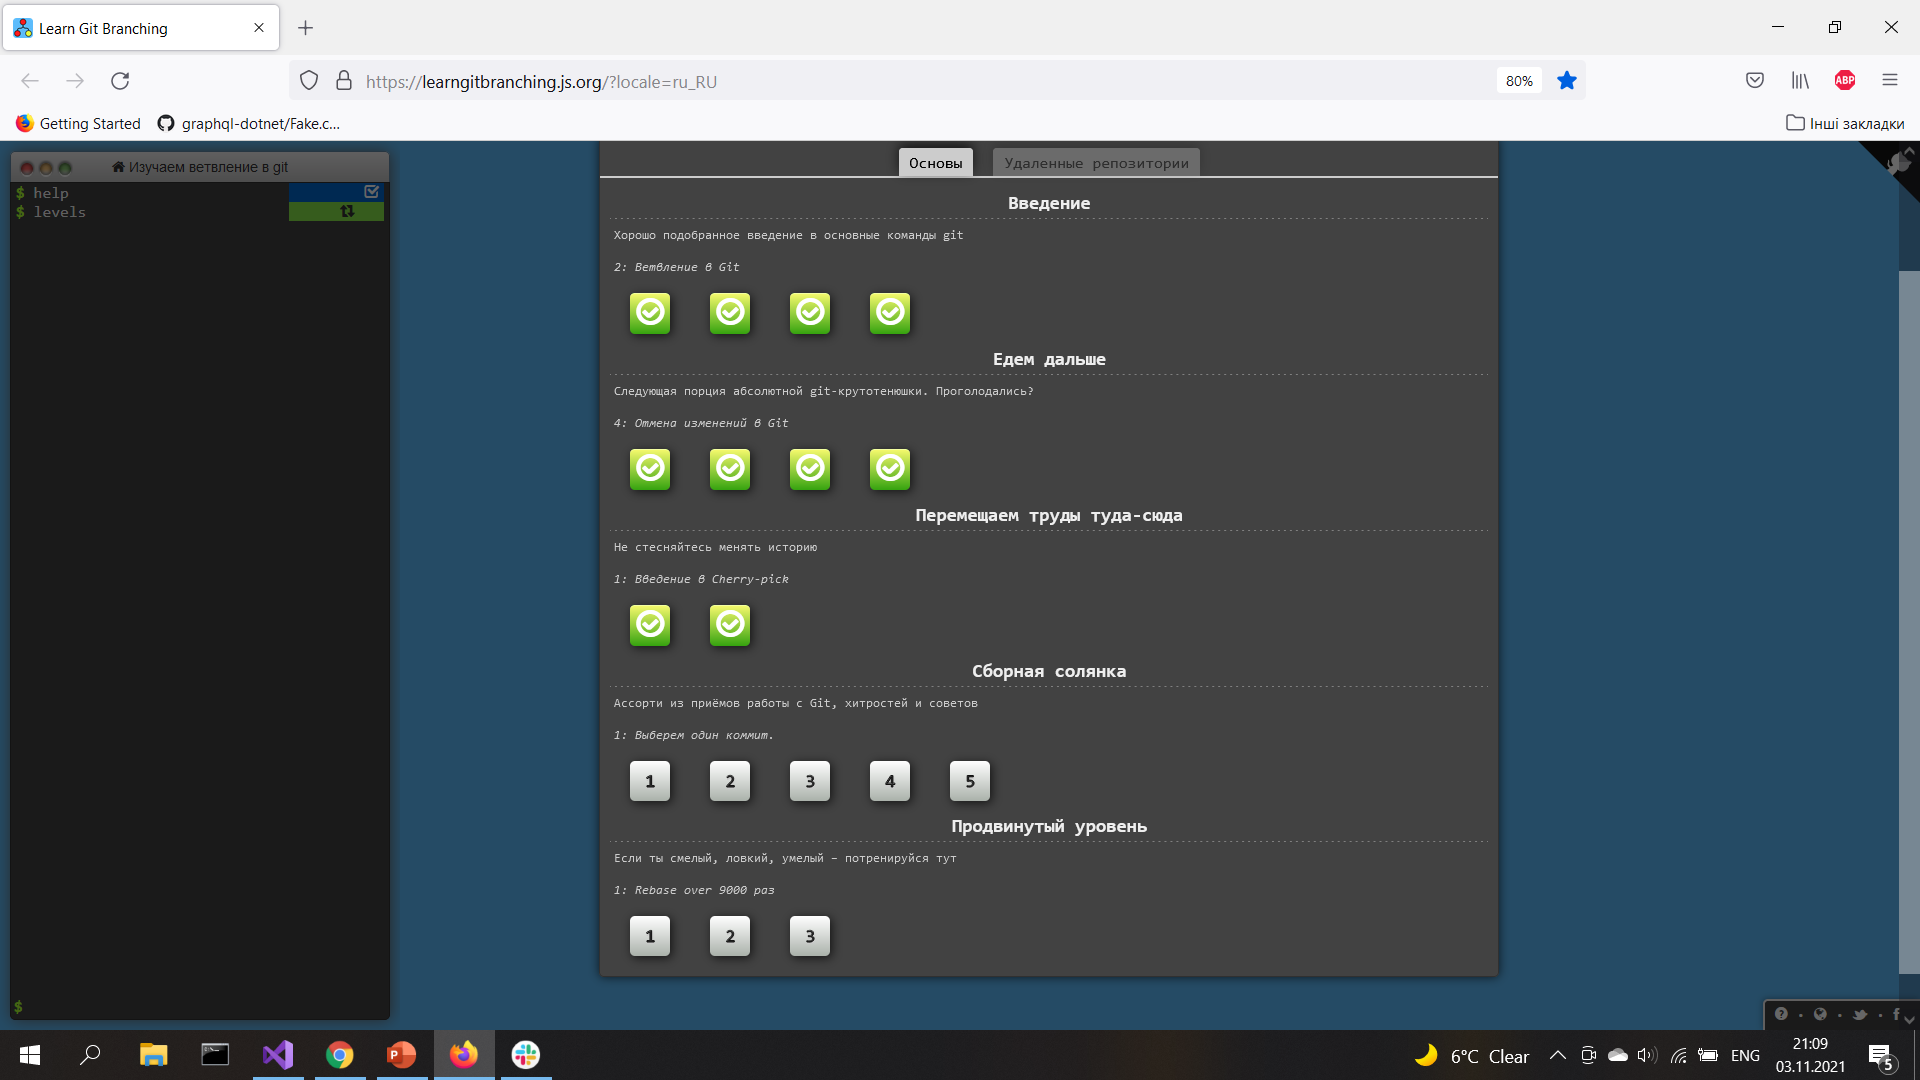 Learn Git Branching
https://learngitbranching.js.org/?locale=ru_RU
80%
ABP
Getting Started
graphql-dotnet/Fake.c...
Інші закладки
Изучаем ветвление в git
$ help
$ levels
$
Основы
Удаленные репозитории
Введение
Хорошо подобранное введение в основные команды git
2: Ветвление в Git
Едем дальше
Следующая порция абсолютной git-крутотенюшки. Проголодались?
4: Отмена изменений в Git
Перемещаем труды туда-сюда
Не стесняйтесь менять историю
1: Введение в Cherry-pick
Сборная солянка
Ассорти из приёмов работы с Git, хитростей и советов
1: Выберем один коммит.
1 2 3 4 5
Продвинутый уровень
Если ты смелый, ловкий, умелый – потренируйся тут
1: Rebase over 9000 раз
1 2 3
6°C Clear
ENG
21:09
03.11.2021
5